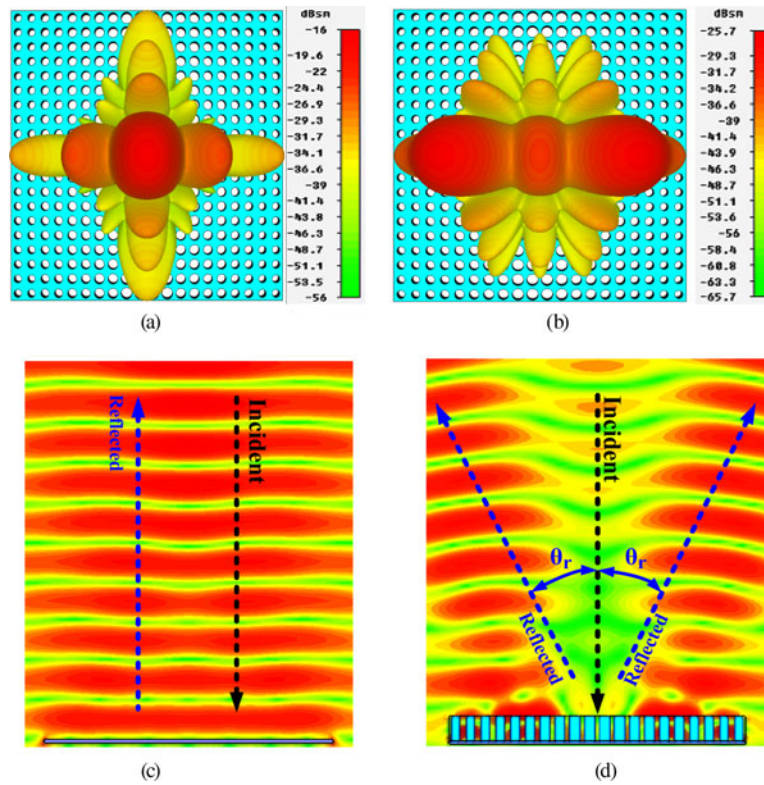 dBsm
-16
-19.6
-22
-24.4
-26.9
-29.3
-31.7
-34.1
-36.6
-39
-41.4
-43.8
-46.3
-48.7
-51.1
-53.5
-56
(a)
dBsm
-25.7
-29.3
-31.7
-34.2
-36.6
-39
-41.4
-43.9
-46.3
-48.7
-51.2
-53.6
-56
-58.4
-60.8
-63.3
-65.7
(b)
Reflected
Incident
(c)
Incident
θr
θr
Reflected
Reflected
(d)